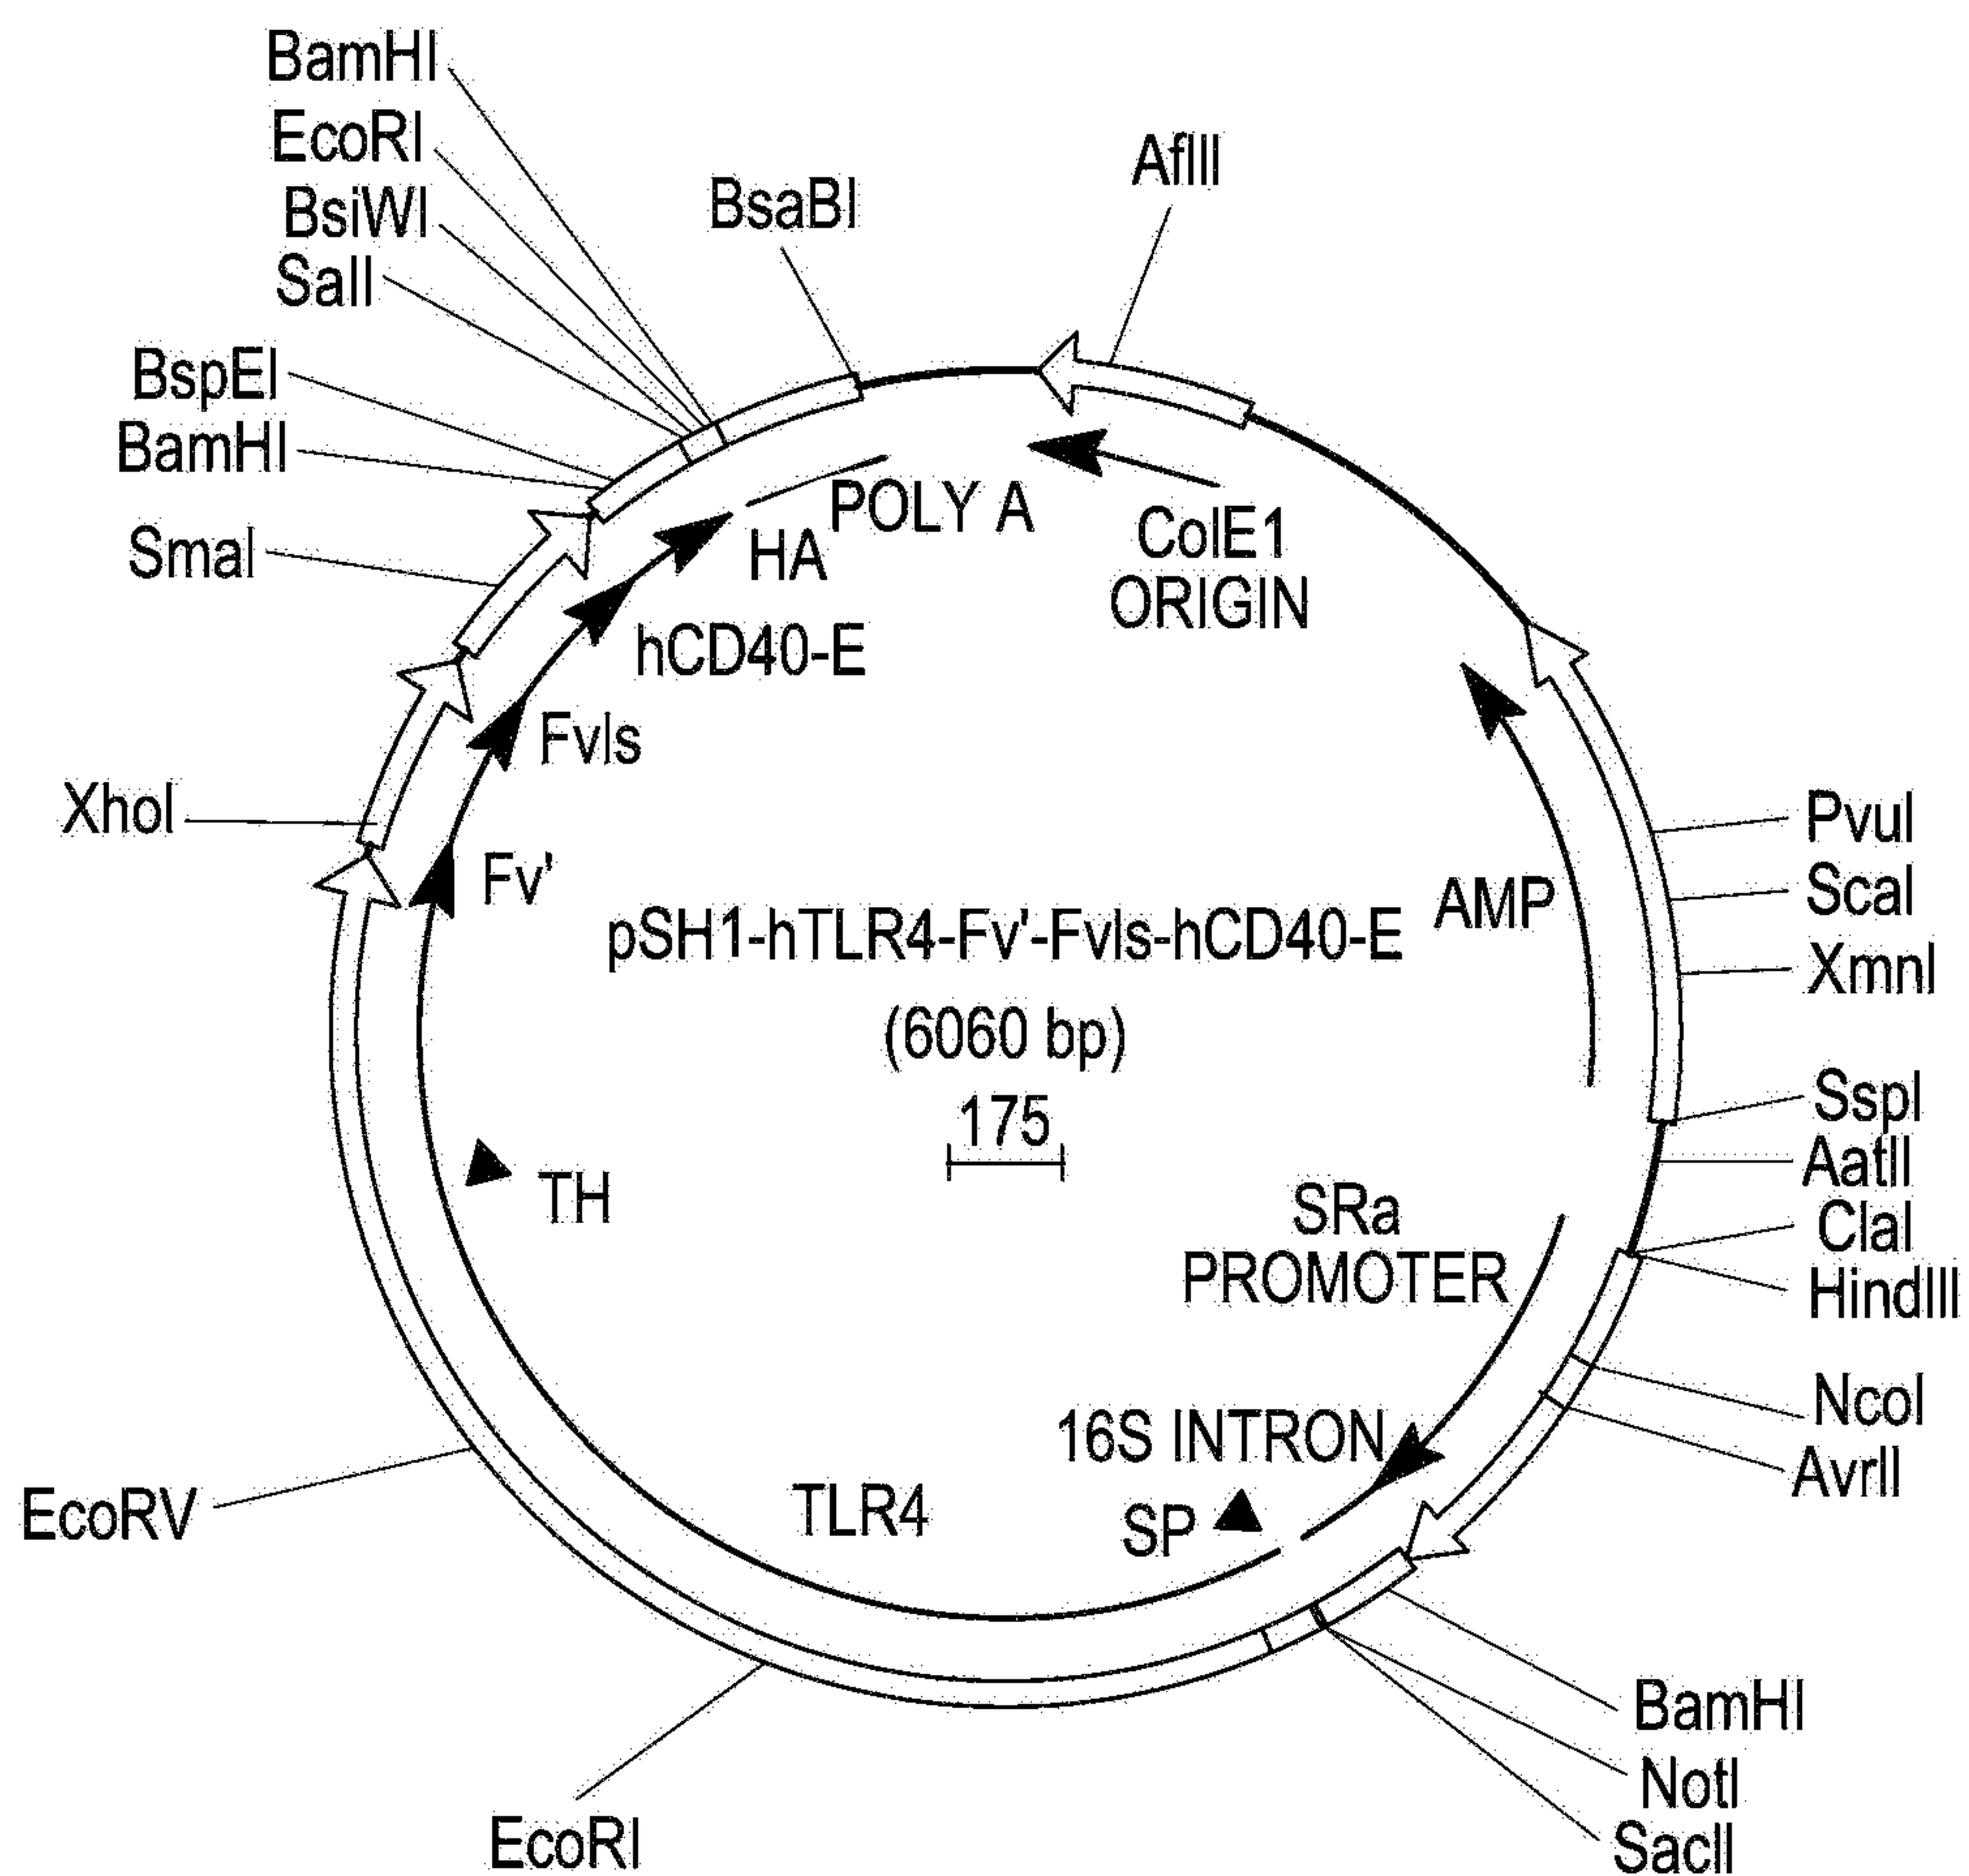 BamHI
EcoRI
BsiWI
SalI
BspEI
BamHI
SmaI
XhoI
EcoRV
EcoRI
BsaBI
AflIII
PvuI
ScaI
XmnI
SspI
AatII
ClaI
HindIII
NcoI
AvrII
BamHI
NotI
SacII
POLY A
HA
ColE1
ORIGIN
hCD40-E
Fvls
Fv'
AMP
pSH1-hTLR4-Fv'-Fvls-hCD40-E
(6060 bp)
175
TH
SRa
PROMOTER
16S INTRON
SP
TLR4